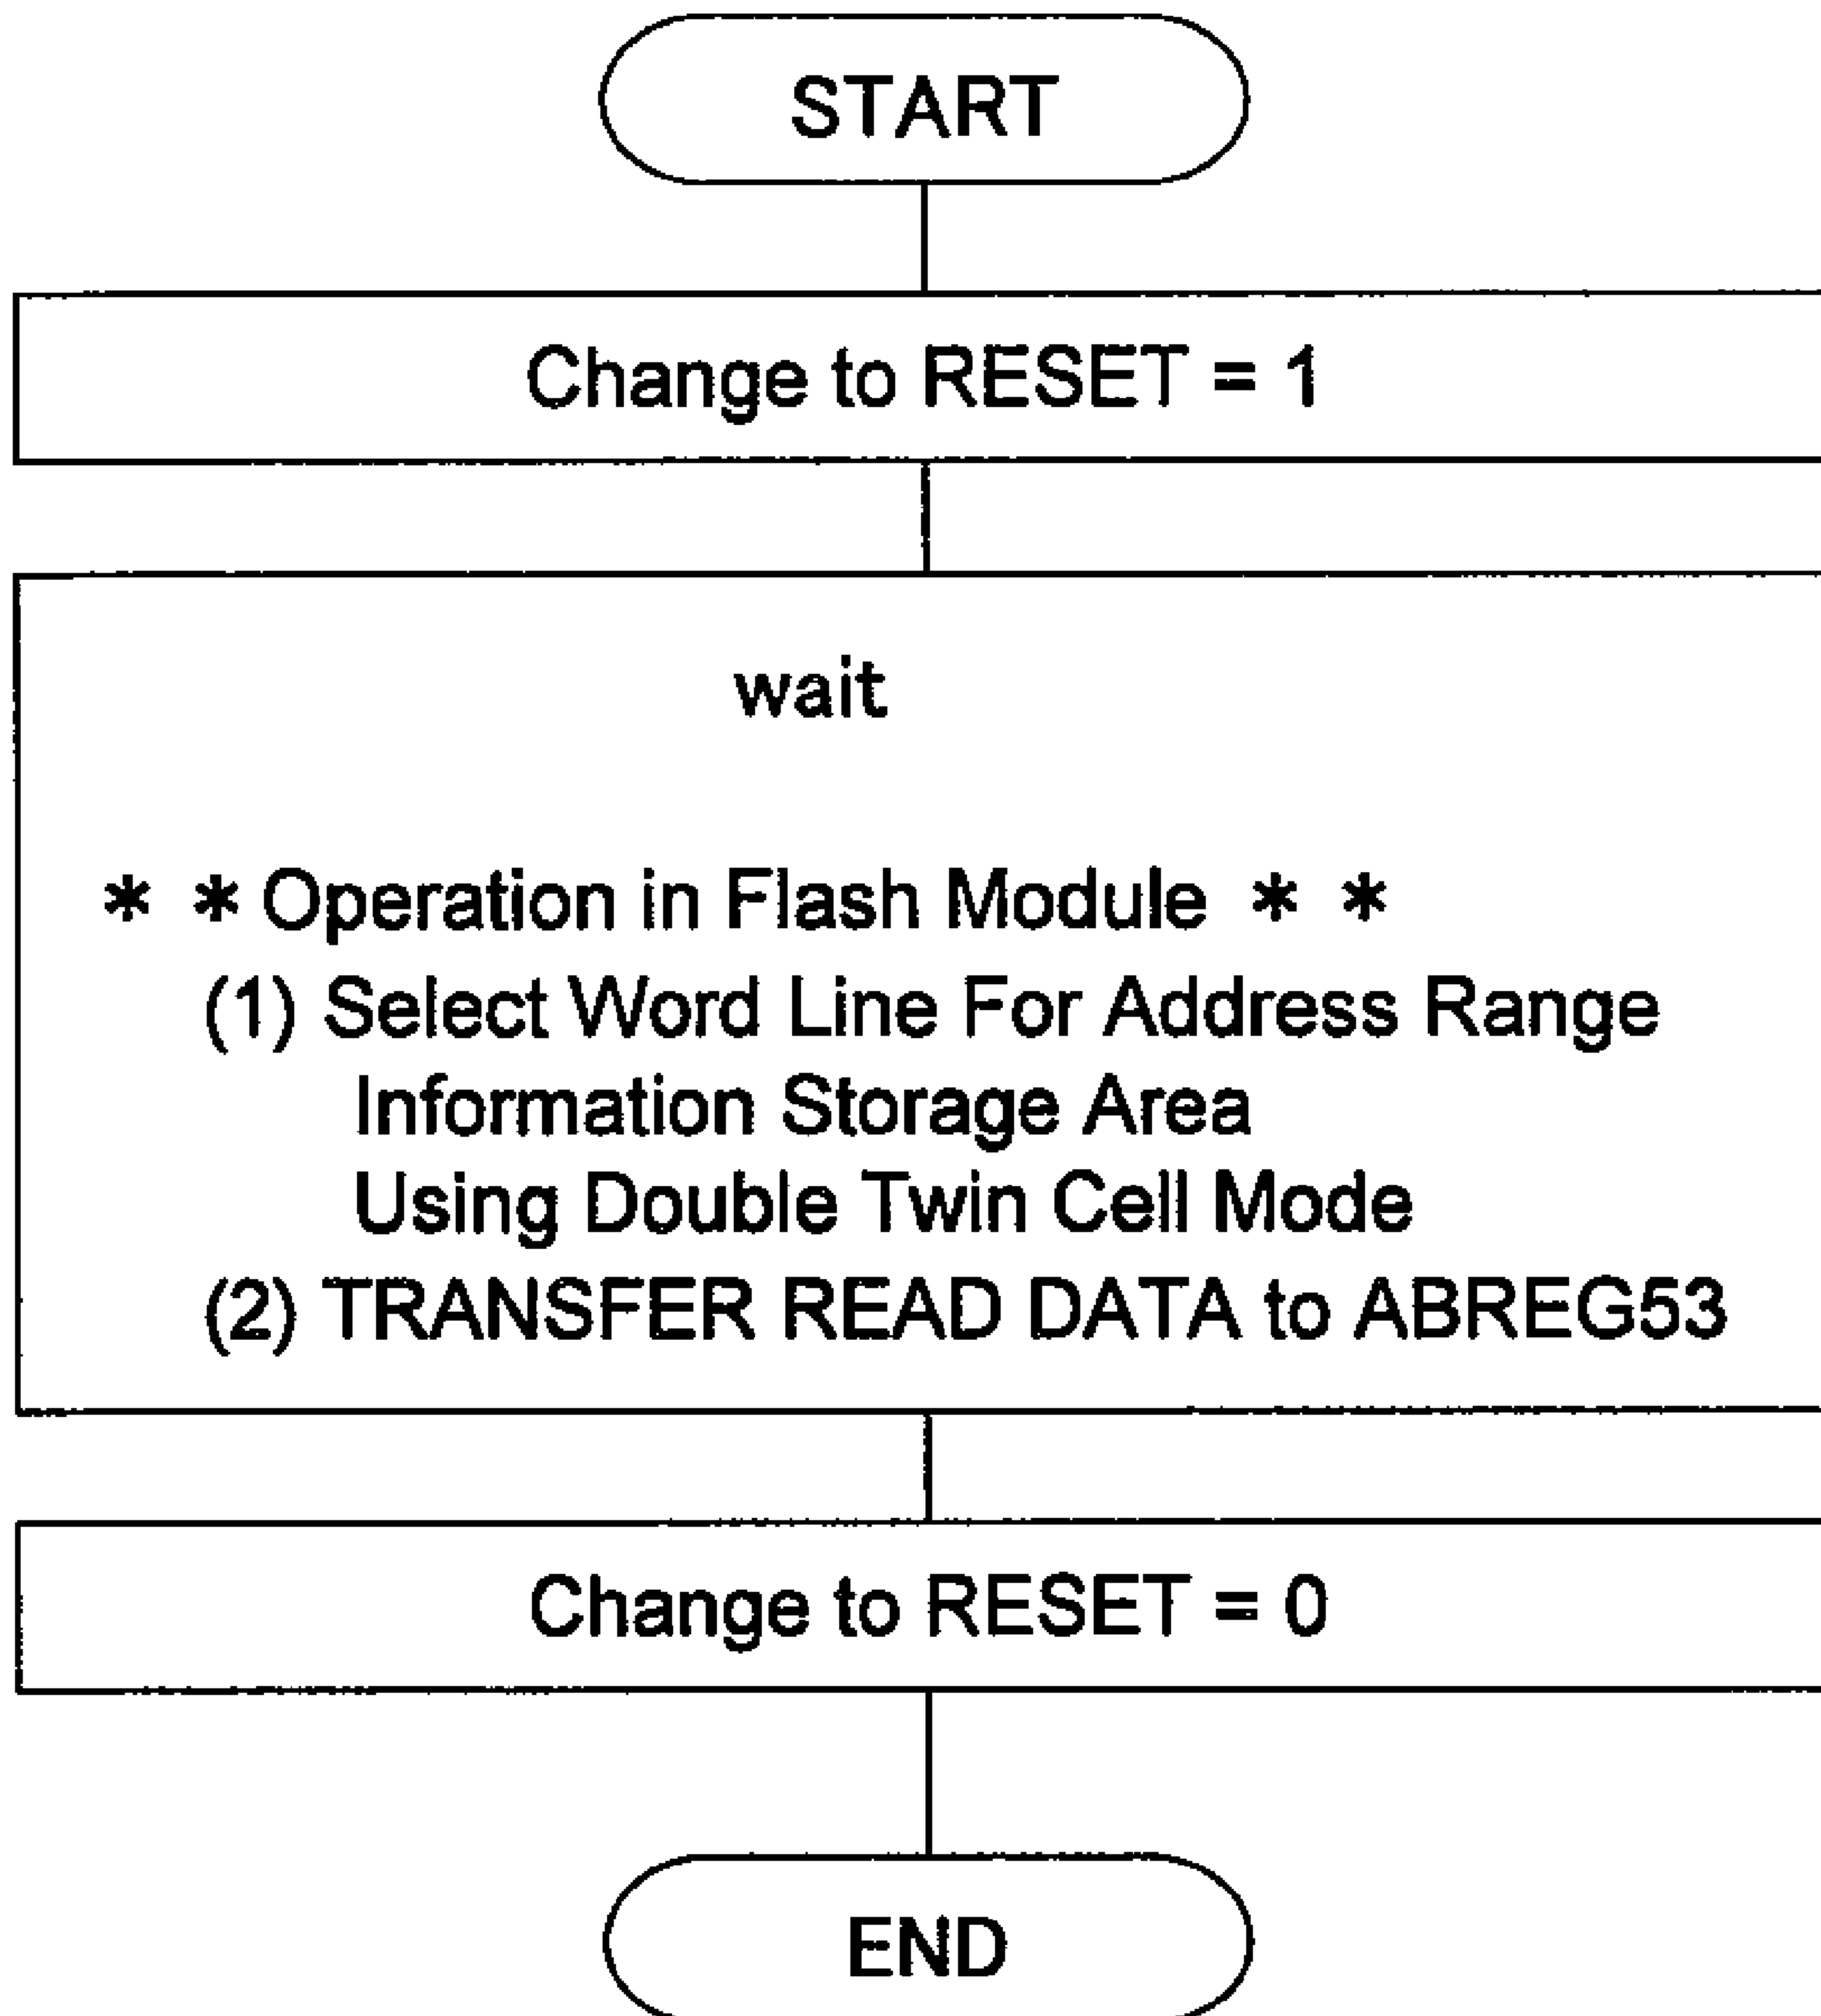 START
Change to RESET = 1
wait
* * Operation in Flash Module * *
(1) Select Word Line For Address Range
Information Storage Area
Using Double Twin Cell Mode
(2) TRANSFER READ DATA to ABREG53
Change to RESET = 0
END